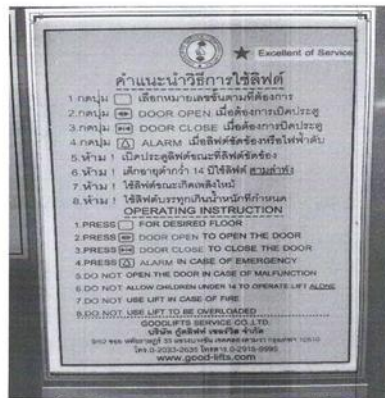 Excellent of Service
คำแนะนำวิธีการใช้ลิฟต์
1.กดปุ่ม เลือกหมายเลขชั้นตามที่ต้องการ
2.กดปุ่ม DOOR OPEN เมื่อต้องการเปิดประตู
3.กดปุ่ม DOOR CLOSE เมื่อต้องการปิดประตู
4.กดปุ่ม ALARM เมื่อลิฟต์ขัดข้องหรือไฟฟ้าดับ
5.ห้าม ! เปิดประตูลิฟต์ขณะที่ลิฟต์ขัดข้อง
6.ห้าม ! เด็กอายุต่ำกว่า 14 ปีใช้ลิฟต์ ตามลำพัง
7.ห้าม ! ใช้ลิฟต์ขณะเกิดเพลิงไหม้
8.ห้าม ! ใช้ลิฟต์บรรทุกเกินน้ำหนักที่กำหนด
OPERATING INSTRUCTION
1.PRESS FOR DESIRED FLOOR
2.PRESS DOOR OPEN TO OPEN THE DOOR
3.PRESS DOOR CLOSE TO CLOSE THE DOOR
4.PRESS ALARM IN CASE OF EMERGENCY
5.DO NOT OPEN THE DOOR IN CASE OF MALFUNCTION
6.DO NOT ALLOW CHILDREN UNDER 14 TO OPERATE LIFT ALONE
7.DO NOT USE LIFT IN CASE OF FIRE
8.DO NOT USE LIFT TO BE OVERLOADED
GOODLIFTS SERVICE CO.,LTD.
บริษัท กู๊ดลิฟท์ เซอร์วิส จำกัด
www.good-lifts.com